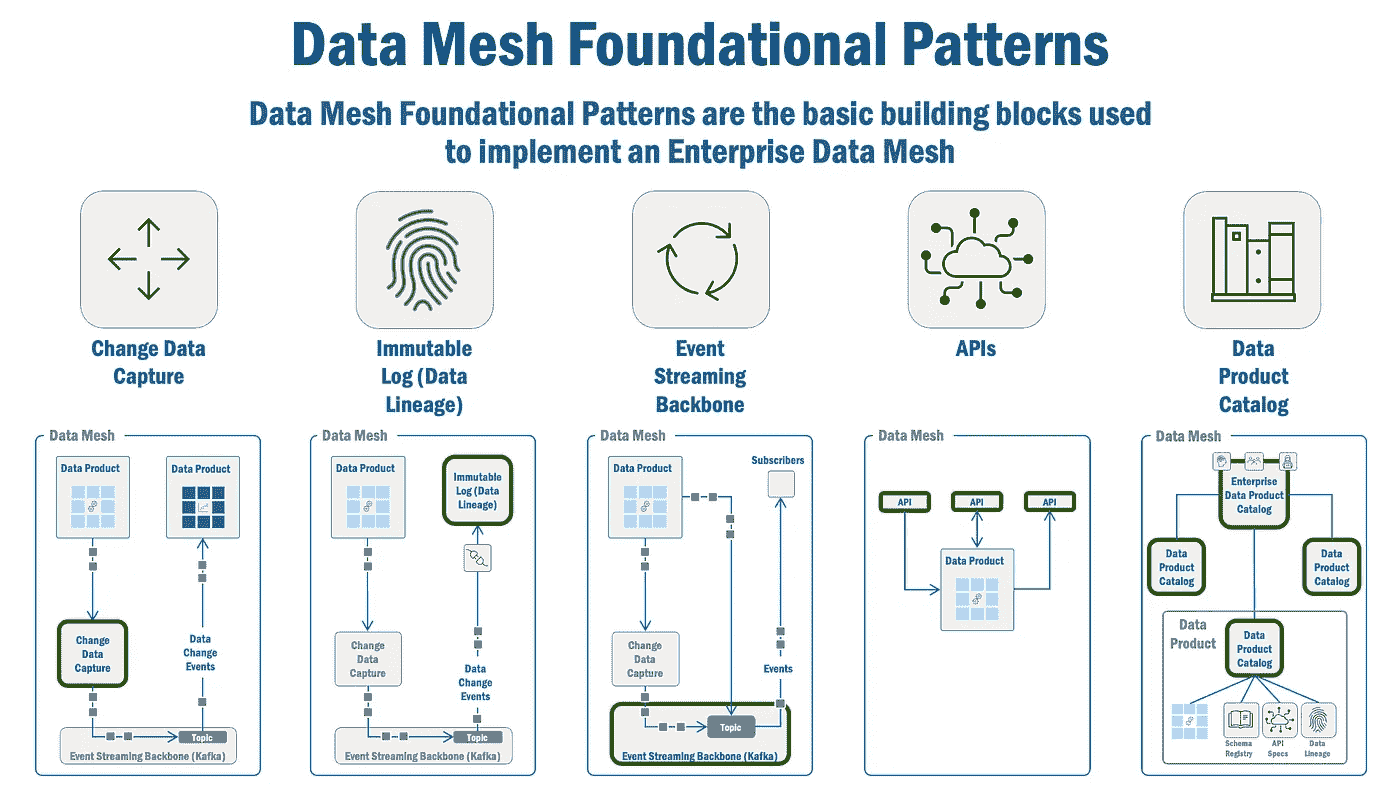 Data Mesh Foundational Patterns
Data Mesh Foundational Patterns are the basic building blocks used
to implement an Enterprise Data Mesh
Change Data
Capture
Immutable
Log (Data
Lineage)
Event
Streaming
Backbone
APIs
Data
Product
Catalog
Data Mesh
Data Product
Data Product
Change
Data
Capture
Data
Change
Events
Topic
Event Streaming Backbone (Kafka)
Data Mesh
Data Product
Immutable
Log (Data
Lineage)
Change
Data
Capture
Data
Change
Events
Topic
Event Streaming Backbone (Kafka)
Data Mesh
Data Product
Subscribers
Change
Data
Capture
Events
Topic
Event Streaming Backbone (Kafka)
Data Mesh
API
API
API
Data Product
Data Mesh
Enterprise
Data Product
Catalog
Data
Product
Catalog
Data
Product
Catalog
Data
Product
Data
Product
Catalog
Schema
Registry
API
Specs
Data
Lineage